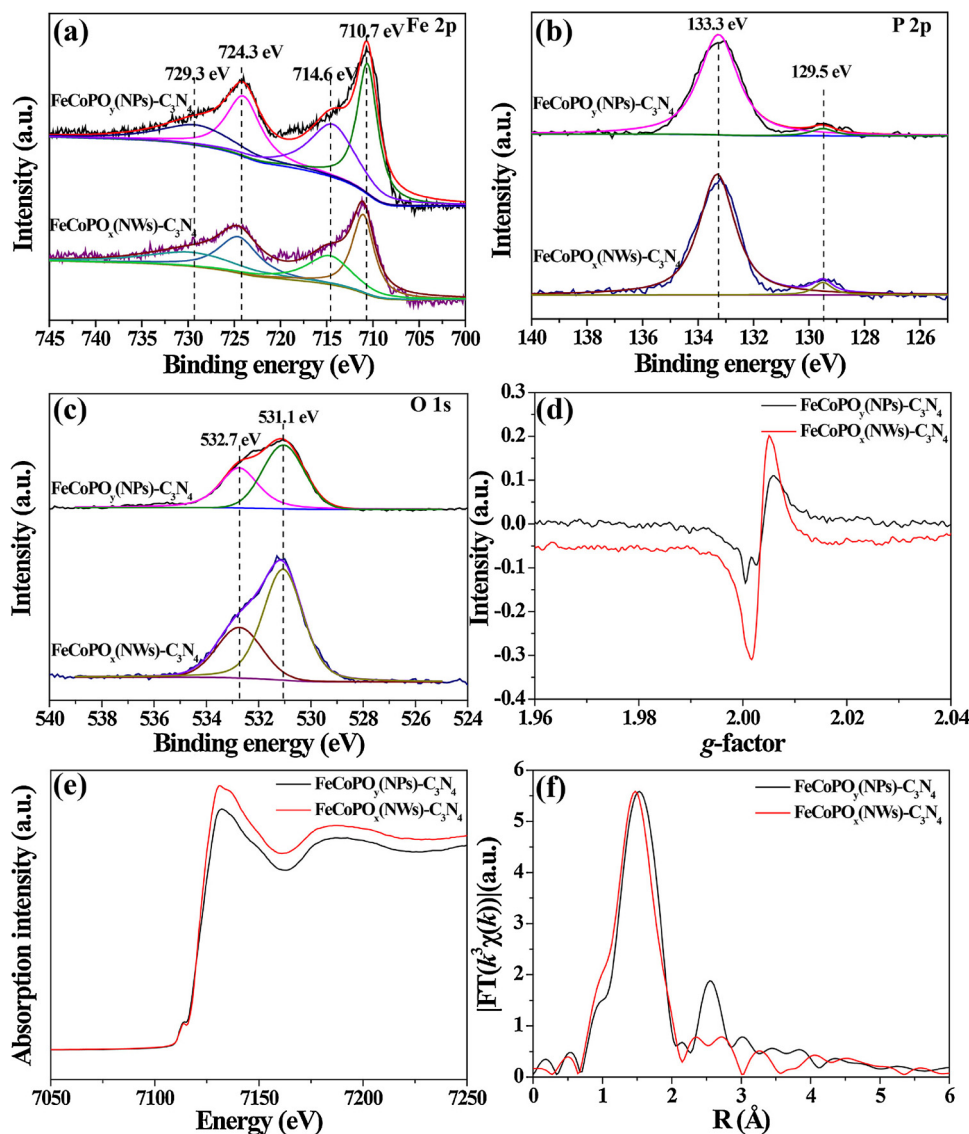 (a)
Fe 2p
710.7 eV
724.3 eV
729.3 eV
714.6 eV
FeCoPOy(NPs)-C3N4
FeCoPOx(NWs)-C3N4
Intensity (a.u.)
745 740 735 730 725 720 715 710 705 700
Binding energy (eV)
(b)
P 2p
133.3 eV
129.5 eV
FeCoPOy(NPs)-C3N4
FeCoPOx(NWs)-C3N4
Intensity (a.u.)
140 138 136 134 132 130 128 126
Binding energy (eV)
(c)
O 1s
531.1 eV
532.7 eV
FeCoPOy(NPs)-C3N4
FeCoPOx(NWs)-C3N4
Intensity (a.u.)
540 538 536 534 532 530 528 526 524
Binding energy (eV)
(d)
FeCoPOy(NPs)-C3N4
FeCoPOx(NWs)-C3N4
Intensity (a.u.)
0.3
0.2
0.1
0.0
-0.1
-0.2
-0.3
-0.4
1.96 1.98 2.00 2.02 2.04
g-factor
(e)
FeCoPOy(NPs)-C3N4
FeCoPOx(NWs)-C3N4
Absorption intensity (a.u.)
7050 7100 7150 7200 7250
Energy (eV)
(f)
FeCoPOy(NPs)-C3N4
FeCoPOx(NWs)-C3N4
|FT(k³χ(k))|(a.u.)
6
5
4
3
2
1
0
0 1 2 3 4 5 6
R (Å)